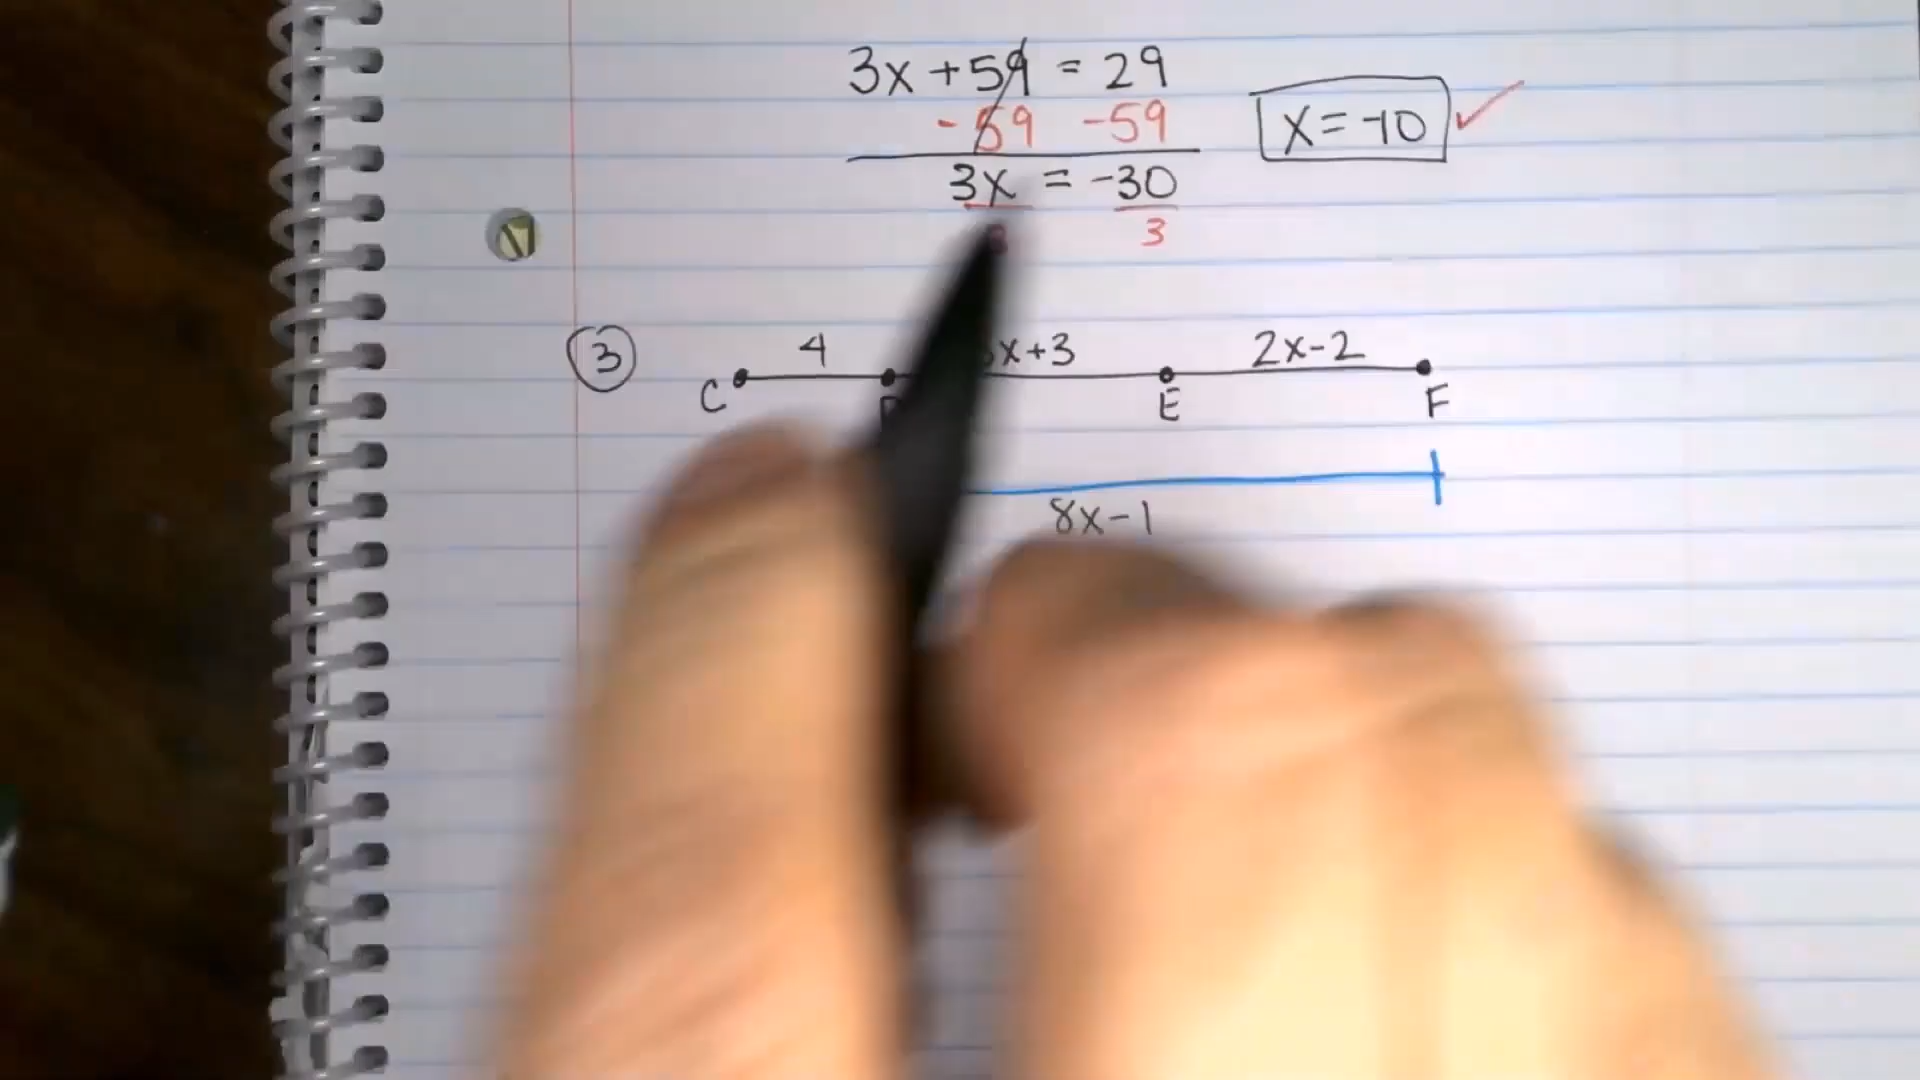 3x + 59 = 29
- 59 -59
x = -10 ✓
3x = -30
3
③
4 x+3 2x-2
C E F
8x-1